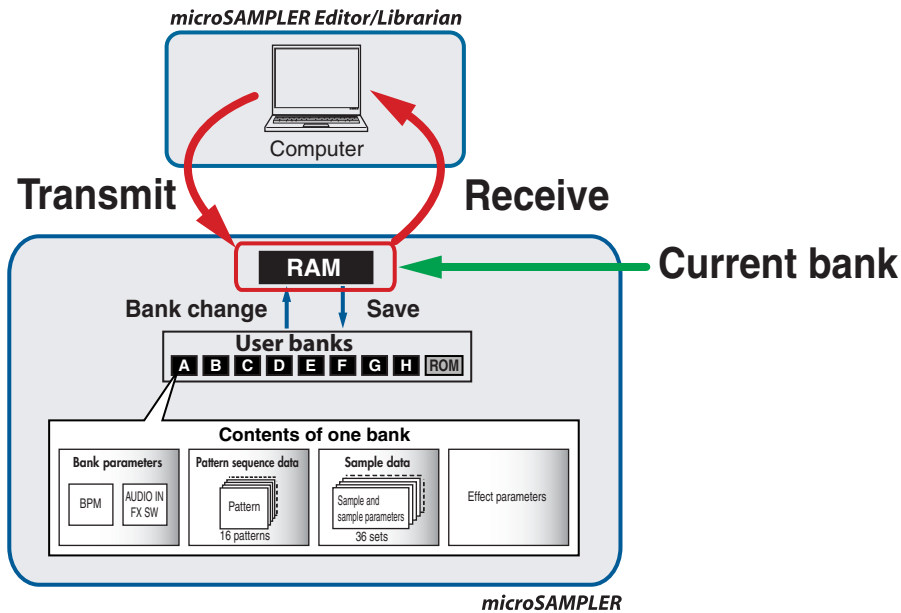 microSAMPLER Editor/Librarian
Computer
Transmit
Receive
RAM
Current bank
Bank change
Save
User banks
A B C D E F G H ROM
Contents of one bank
Bank parameters
BPM
AUDIO IN
FX SW
Pattern sequence data
Pattern
16 patterns
Sample data
Sample and
sample parameters
36 sets
Effect parameters
microSAMPLER